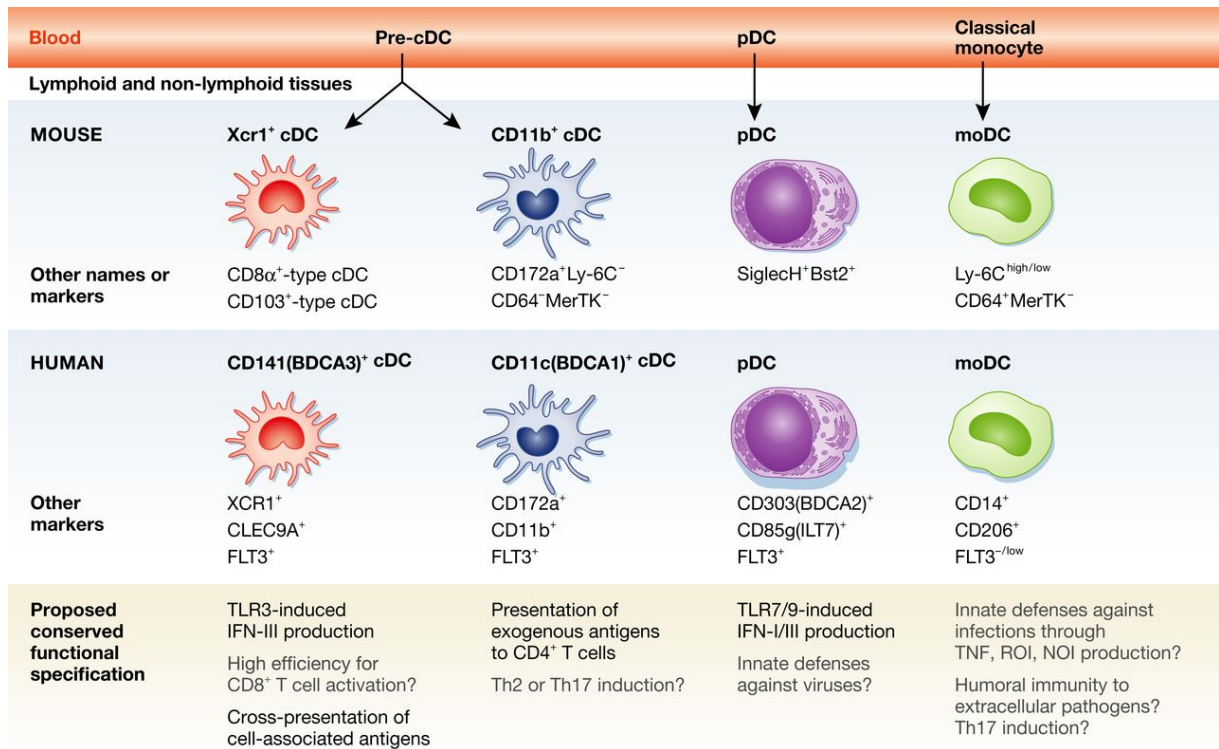 Blood
Pre-cDC
pDC
Classical
monocyte
Lymphoid and non-lymphoid tissues
MOUSE
Xcr1⁺ cDC
CD11b⁺ cDC
pDC
moDC
Other names or
markers
CD8α⁺-type cDC
CD103⁺-type cDC
CD172a⁺Ly-6C⁻
CD64⁻MerTK⁻
SiglecH⁺Bst2⁺
Ly-6C^high/low
CD64⁺MerTK⁻
HUMAN
CD141(BDCA3)⁺ cDC
CD11c(BDCA1)⁺ cDC
pDC
moDC
Other
markers
XCR1⁺
CLEC9A⁺
FLT3⁺
CD172a⁺
CD11b⁺
FLT3⁺
CD303(BDCA2)⁺
CD85g(ILT7)⁺
FLT3⁺
CD14⁺
CD206⁺
FLT3^−/low
Proposed
conserved
functional
specification
TLR3-induced
IFN-III production
High efficiency for
CD8⁺ T cell activation?
Cross-presentation of
cell-associated antigens
Presentation of
exogenous antigens
to CD4⁺ T cells
Th2 or Th17 induction?
TLR7/9-induced
IFN-I/III production
Innate defenses
against viruses?
Innate defenses against
infections through
TNF, ROI, NOI production?
Humoral immunity to
extracellular pathogens?
Th17 induction?